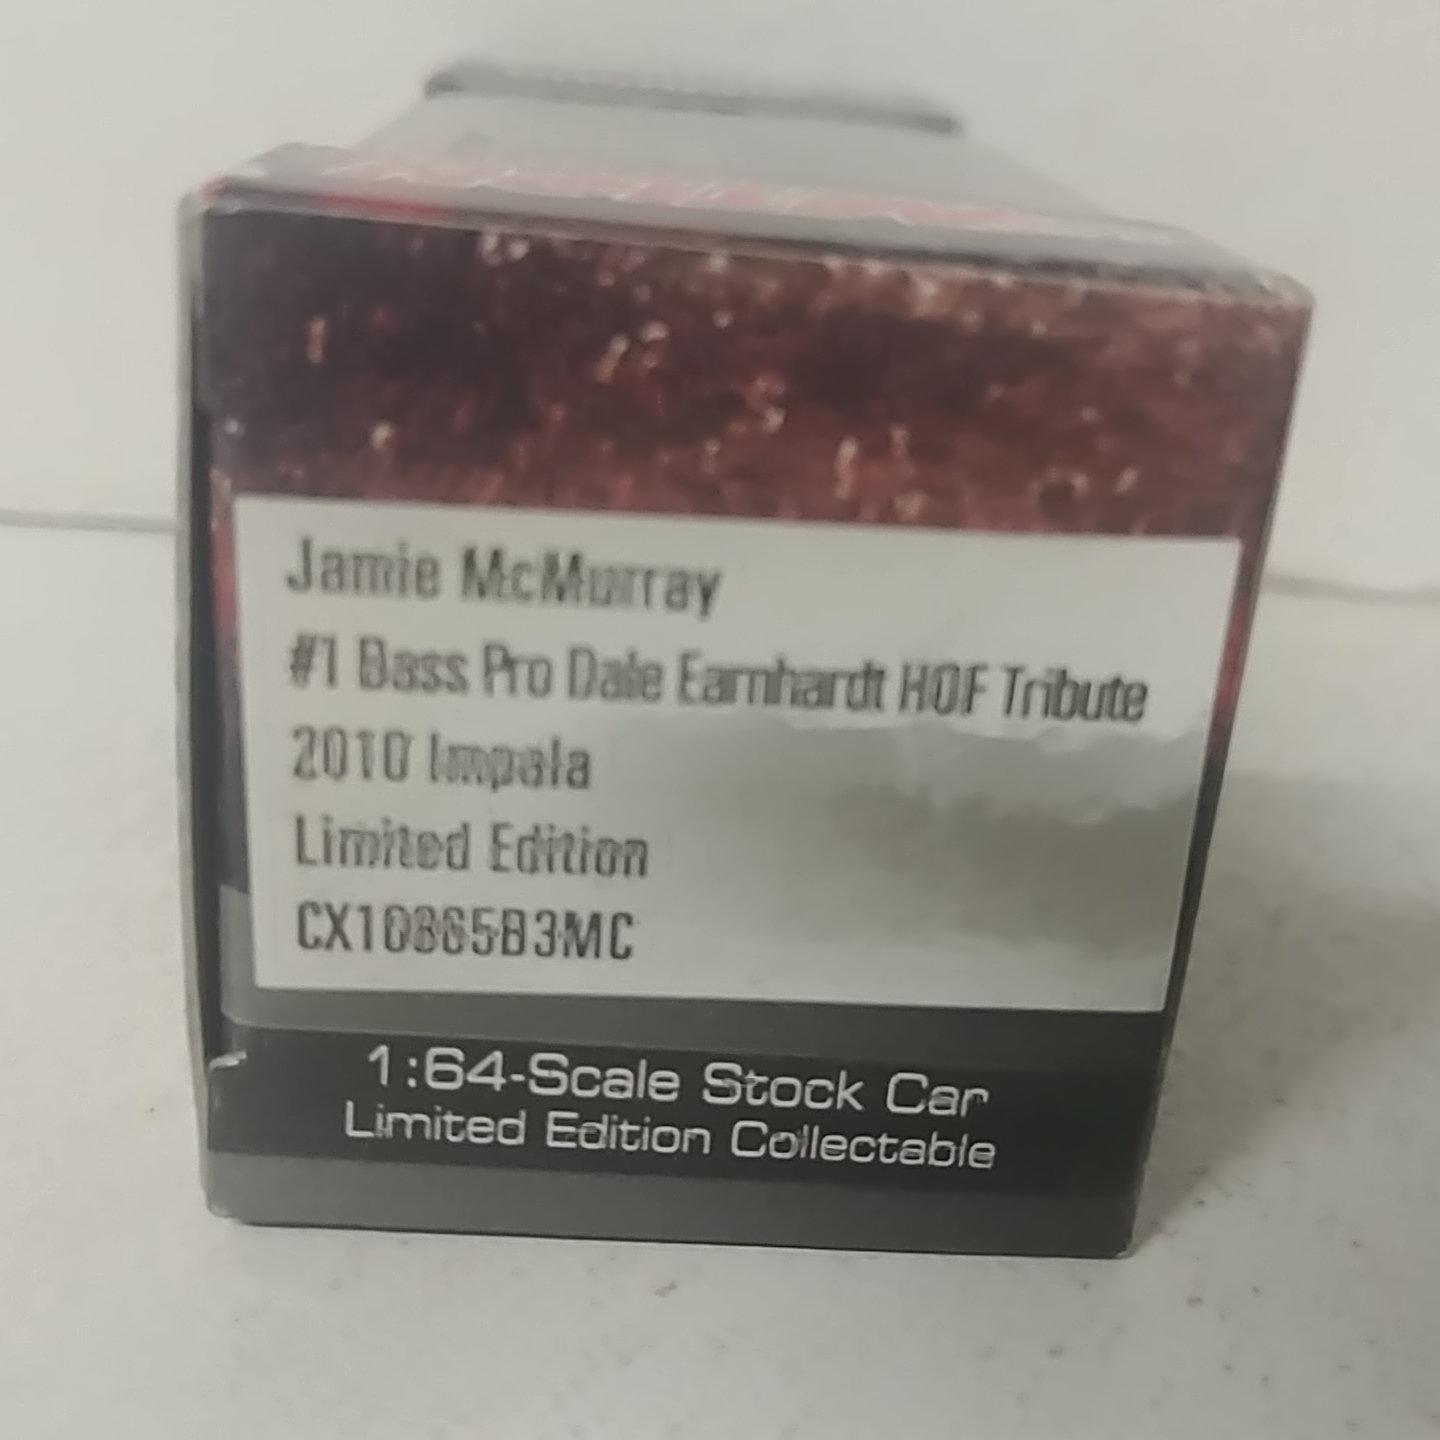 Jamie McMurray
#1 Bass Pro Dale Earnhardt HOF Tribute
2010 Impala
Limited Edition
CX10865B3MC
1:64-Scale Stock Car
Limited Edition Collectable